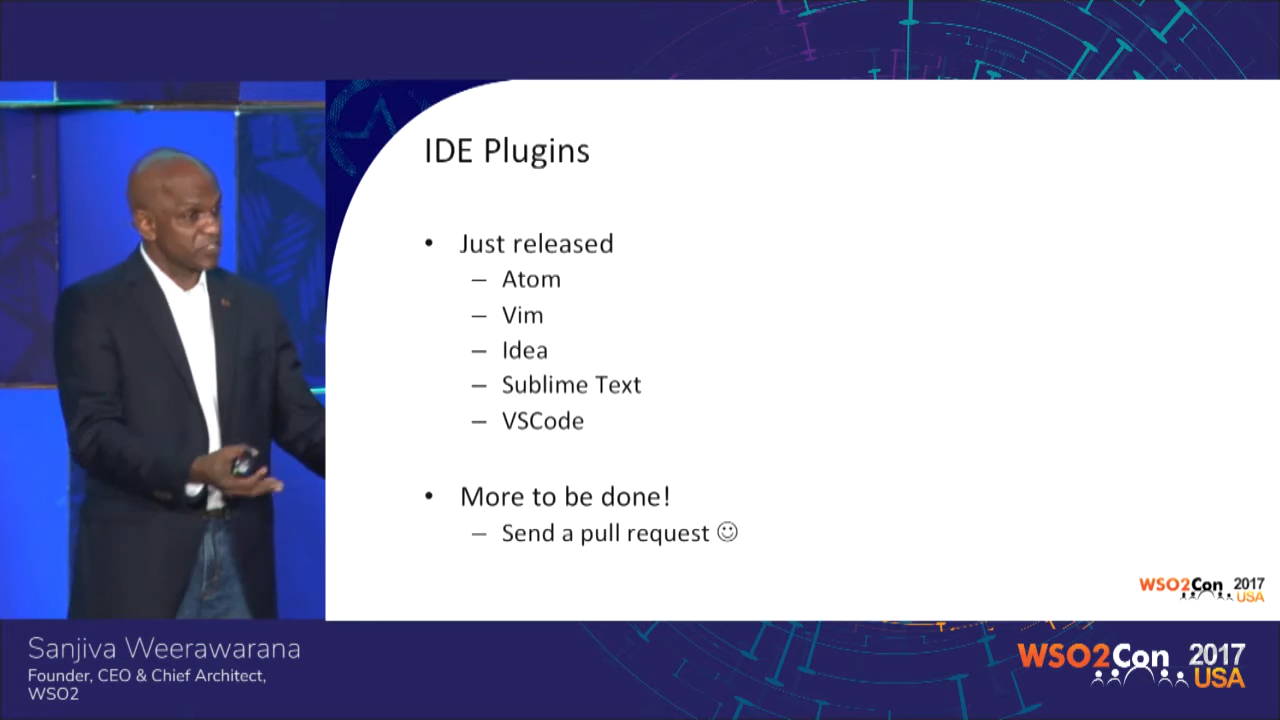 IDE Plugins
• Just released
– Atom
– Vim
– Idea
– Sublime Text
– VSCode
• More to be done!
– Send a pull request ☺
WSO2Con 2017
USA
Sanjiva Weerawarana
Founder, CEO & Chief Architect,
WSO2
WSO2Con 2017
USA